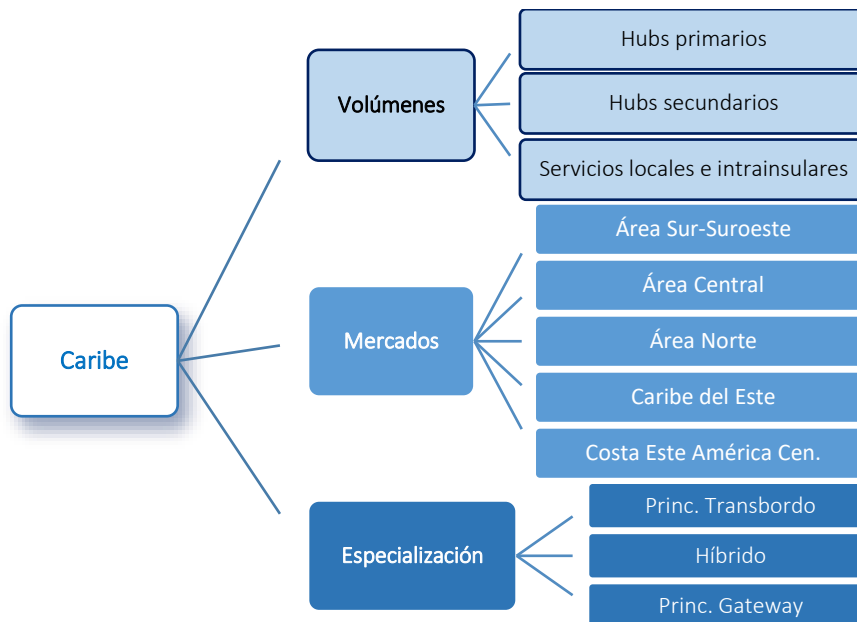 Caribe
Volúmenes
Hubs primarios
Hubs secundarios
Servicios locales e intrainsulares
Mercados
Área Sur-Suroeste
Área Central
Área Norte
Caribe del Este
Costa Este América Cen.
Especialización
Princ. Transbordo
Híbrido
Princ. Gateway